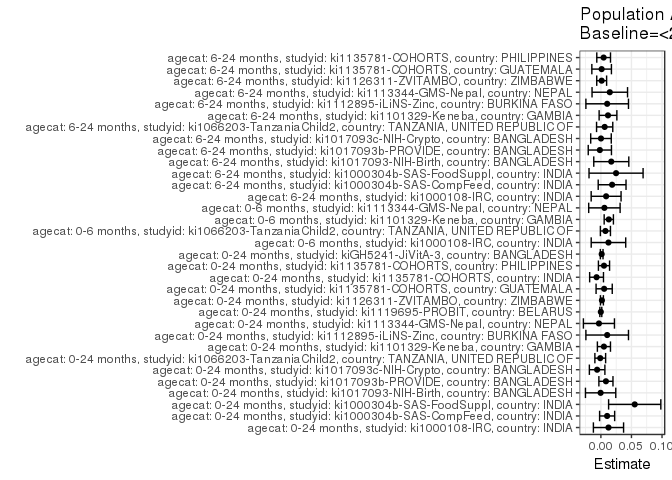 Population
Baseline=<
agecat: 6-24 months, studyid: ki1135781-COHORTS, country: PHILIPPINES
agecat: 6-24 months, studyid: ki1135781-COHORTS, country: GUATEMALA
agecat: 6-24 months, studyid: ki1126311-ZVITAMBO, country: ZIMBABWE
agecat: 6-24 months, studyid: ki1113344-GMS-Nepal, country: NEPAL
agecat: 6-24 months, studyid: ki1112895-iLiNS-Zinc, country: BURKINA FASO
agecat: 6-24 months, studyid: ki1101329-Keneba, country: GAMBIA
agecat: 6-24 months, studyid: ki1066203-TanzaniaChild2, country: TANZANIA, UNITED REPUBLIC OF
agecat: 6-24 months, studyid: ki1017093c-NIH-Crypto, country: BANGLADESH
agecat: 6-24 months, studyid: ki1017093b-PROVIDE, country: BANGLADESH
agecat: 6-24 months, studyid: ki1017093-NIH-Birth, country: BANGLADESH
agecat: 6-24 months, studyid: ki1000304b-SAS-FoodSuppl, country: INDIA
agecat: 6-24 months, studyid: ki1000304b-SAS-CompFeed, country: INDIA
agecat: 6-24 months, studyid: ki1000108-IRC, country: INDIA
agecat: 0-6 months, studyid: ki1113344-GMS-Nepal, country: NEPAL
agecat: 0-6 months, studyid: ki1101329-Keneba, country: GAMBIA
agecat: 0-6 months, studyid: ki1066203-TanzaniaChild2, country: TANZANIA, UNITED REPUBLIC OF
agecat: 0-6 months, studyid: ki1000108-IRC, country: INDIA
agecat: 0-24 months, studyid: kiGH5241-JiVitA-3, country: BANGLADESH
agecat: 0-24 months, studyid: ki1135781-COHORTS, country: PHILIPPINES
agecat: 0-24 months, studyid: ki1135781-COHORTS, country: INDIA
agecat: 0-24 months, studyid: ki1135781-COHORTS, country: GUATEMALA
agecat: 0-24 months, studyid: ki1126311-ZVITAMBO, country: ZIMBABWE
agecat: 0-24 months, studyid: ki1119695-PROBIT, country: BELARUS
agecat: 0-24 months, studyid: ki1113344-GMS-Nepal, country: NEPAL
agecat: 0-24 months, studyid: ki1112895-iLiNS-Zinc, country: BURKINA FASO
agecat: 0-24 months, studyid: ki1101329-Keneba, country: GAMBIA
agecat: 0-24 months, studyid: ki1066203-TanzaniaChild2, country: TANZANIA, UNITED REPUBLIC OF
agecat: 0-24 months, studyid: ki1017093c-NIH-Crypto, country: BANGLADESH
agecat: 0-24 months, studyid: ki1017093b-PROVIDE, country: BANGLADESH
agecat: 0-24 months, studyid: ki1017093-NIH-Birth, country: BANGLADESH
agecat: 0-24 months, studyid: ki1000304b-SAS-FoodSuppl, country: INDIA
agecat: 0-24 months, studyid: ki1000304b-SAS-CompFeed, country: INDIA
agecat: 0-24 months, studyid: ki1000108-IRC, country: INDIA
0.00 0.05 0.10
Estimate